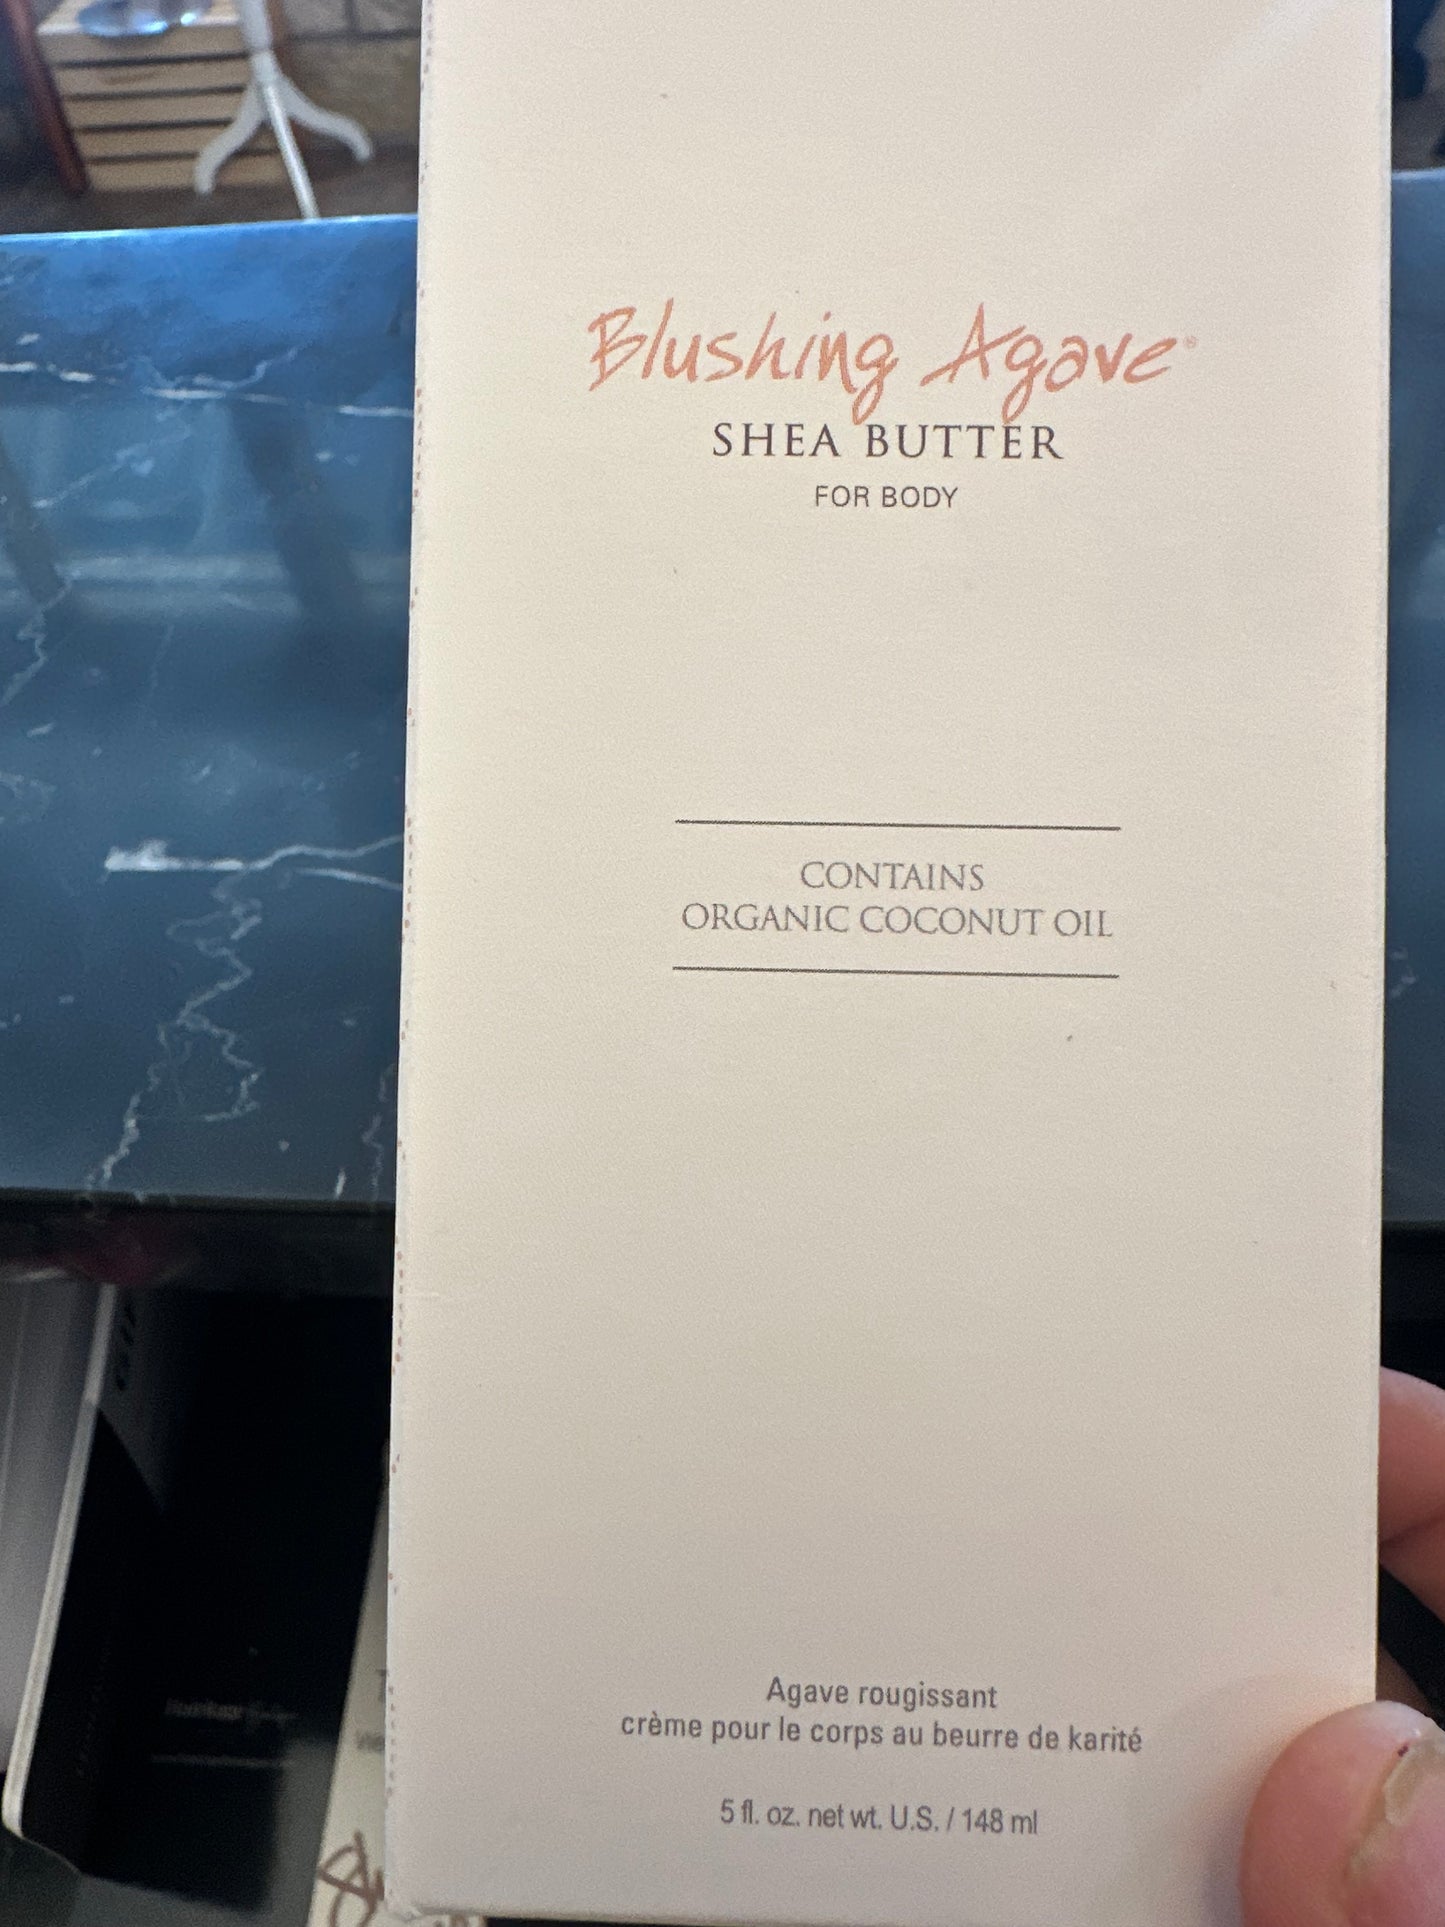 Blushing Agave®
SHEA BUTTER
FOR BODY
CONTAINS
ORGANIC COCONUT OIL
Agave rougissant
crème pour le corps au beurre de karité
5 fl. oz. net wt. U.S. / 148 ml